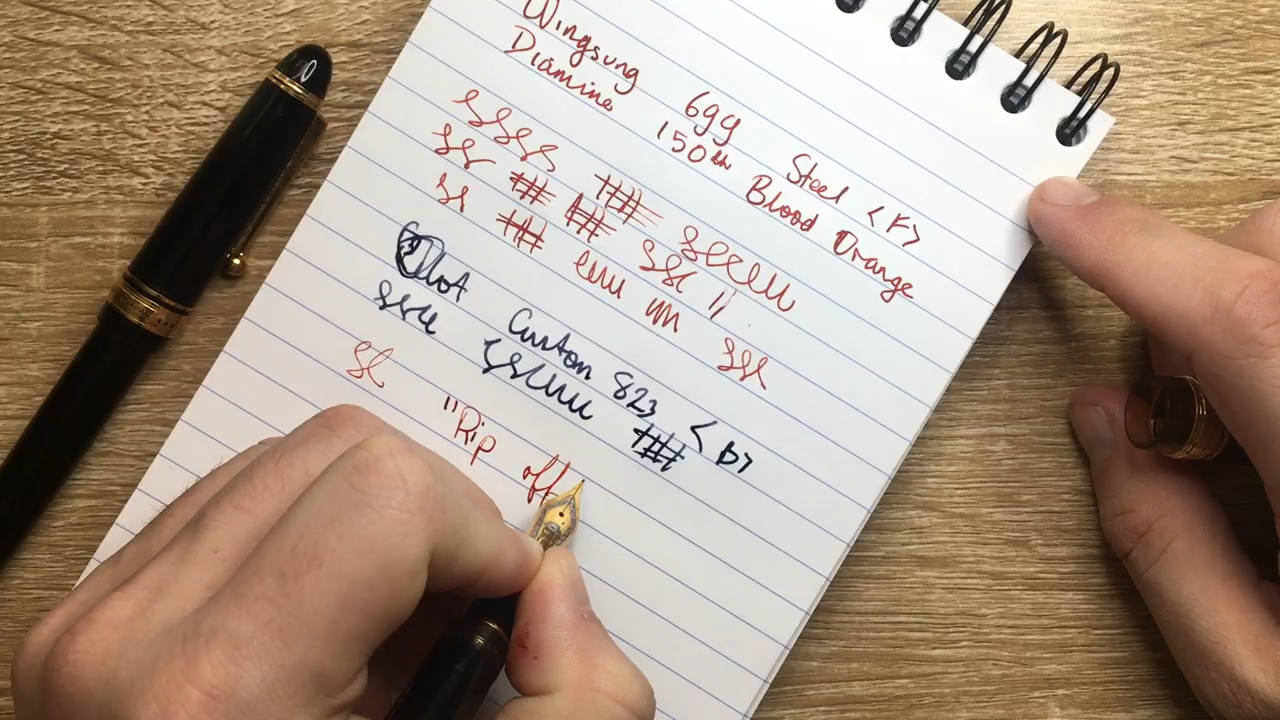 Wingsung 699 Steel <F>
Diamine 150th Blood Orange
Pilot Custom 823 <B>
"Rip off